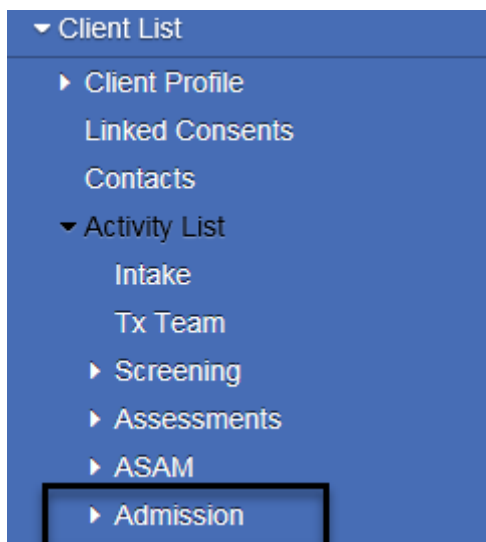 Client List
Client Profile
Linked Consents
Contacts
Activity List
Intake
Tx Team
Screening
Assessments
ASAM
Admission